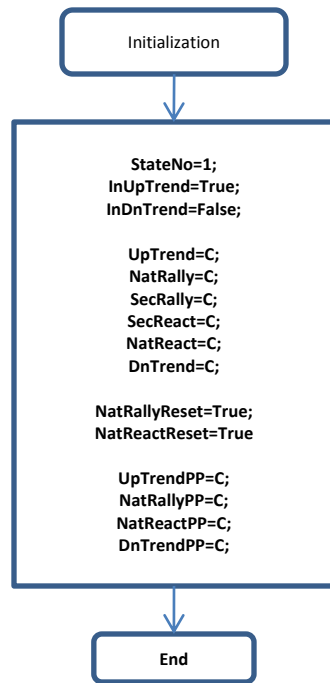 Initialization
StateNo=1;
InUpTrend=True;
InDnTrend=False;
UpTrend=C;
NatRally=C;
SecRally=C;
SecReact=C;
NatReact=C;
DnTrend=C;
NatRallyReset=True;
NatReactReset=True
UpTrendPP=C;
NatRallyPP=C;
NatReactPP=C;
DnTrendPP=C;
End